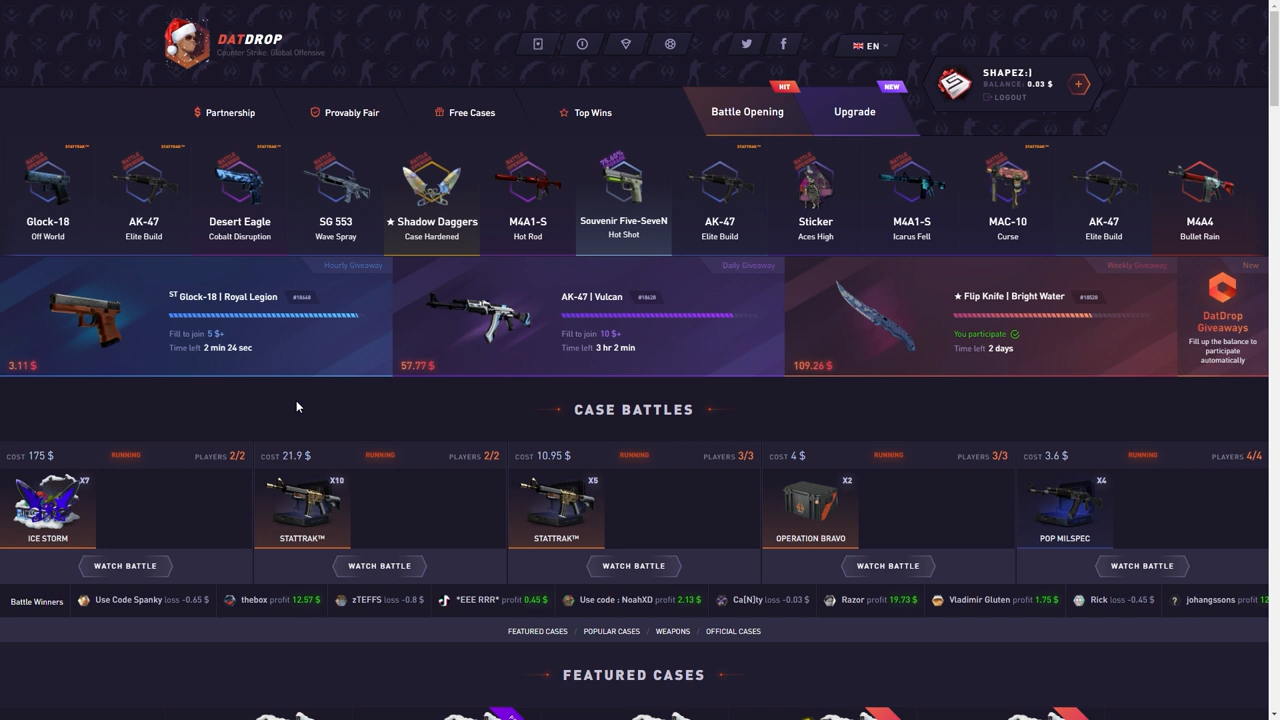 DATDROP
Counter Strike: Global Offensive
EN
SHAPEZ:)
BALANCE: 0.03 $
LOGOUT
Partnership
Provably Fair
Free Cases
Top Wins
HIT
Battle Opening
NEW
Upgrade
STATTRAK™
STATTRAK™
STATTRAK™
STATTRAK™
STATTRAK™
Glock-18
Off World
AK-47
Elite Build
Desert Eagle
Cobalt Disruption
SG 553
Wave Spray
★ Shadow Daggers
Case Hardened
M4A1-S
Hot Rod
Souvenir Five-SeveN
Hot Shot
AK-47
Elite Build
Sticker
Aces High
M4A1-S
Icarus Fell
MAC-10
Curse
AK-47
Elite Build
M4A4
Bullet Rain
Hourly Giveaway
ST Glock-18 | Royal Legion #18668
Fill to join 5 $+
Time left 2 min 24 sec
3.11 $
Daily Giveaway
AK-47 | Vulcan #18628
Fill to join 10 $+
Time left 3 hr 2 min
57.77 $
Weekly Giveaway
★ Flip Knife | Bright Water #18528
You participate
Time left 2 days
109.26 $
New
DatDrop
Giveaways
Fill up the balance to
participate
automatically
CASE BATTLES
COST 175 $ RUNNING PLAYERS 2/2
X7
ICE STORM
WATCH BATTLE
COST 21.9 $ RUNNING PLAYERS 2/2
X10
STATTRAK™
WATCH BATTLE
COST 10.95 $ RUNNING PLAYERS 3/3
X5
STATTRAK™
WATCH BATTLE
COST 4 $ RUNNING PLAYERS 3/3
X2
OPERATION BRAVO
WATCH BATTLE
COST 3.6 $ RUNNING PLAYERS 4/4
X4
POP MILSPEC
WATCH BATTLE
Battle Winners Use Code Spanky loss -0.65 $ thebox profit 12.57 $ zTEFFS loss -0.8 $ *EEE RRR* profit 0.45 $ Use code : NoahXD profit 2.13 $ Ca[N]ty loss -0.03 $ Razor profit 19.73 $ Vladimir Gluten profit 1.75 $ Rick loss -0.45 $ johangssons profit 12
FEATURED CASES / POPULAR CASES / WEAPONS / OFFICIAL CASES
FEATURED CASES